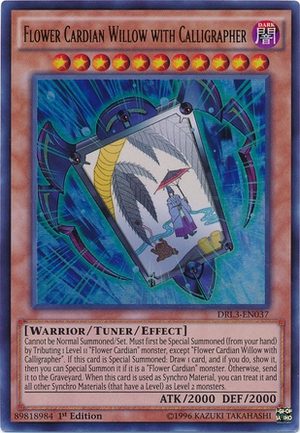 FLOWER CARDIAN WILLOW WITH CALLIGRAPHER
DARK
闇
DRL3-EN037
[WARRIOR/TUNER/EFFECT]
Cannot be Normal Summoned/Set. Must first be Special Summoned (from your hand)
by Tributing 1 Level 11 "Flower Cardian" monster, except "Flower Cardian Willow with
Calligrapher". If this card is Special Summoned: Draw 1 card, and if you do, show it,
then you can Special Summon it if it is a "Flower Cardian" monster. Otherwise, send
it to the Graveyard. When this card is used as Synchro Material, you can treat it and
all other Synchro Materials (that have a Level) as Level 2 monsters.
ATK/2000 DEF/2000
89818984 1st Edition ©1996 KAZUKI TAKAHASHI